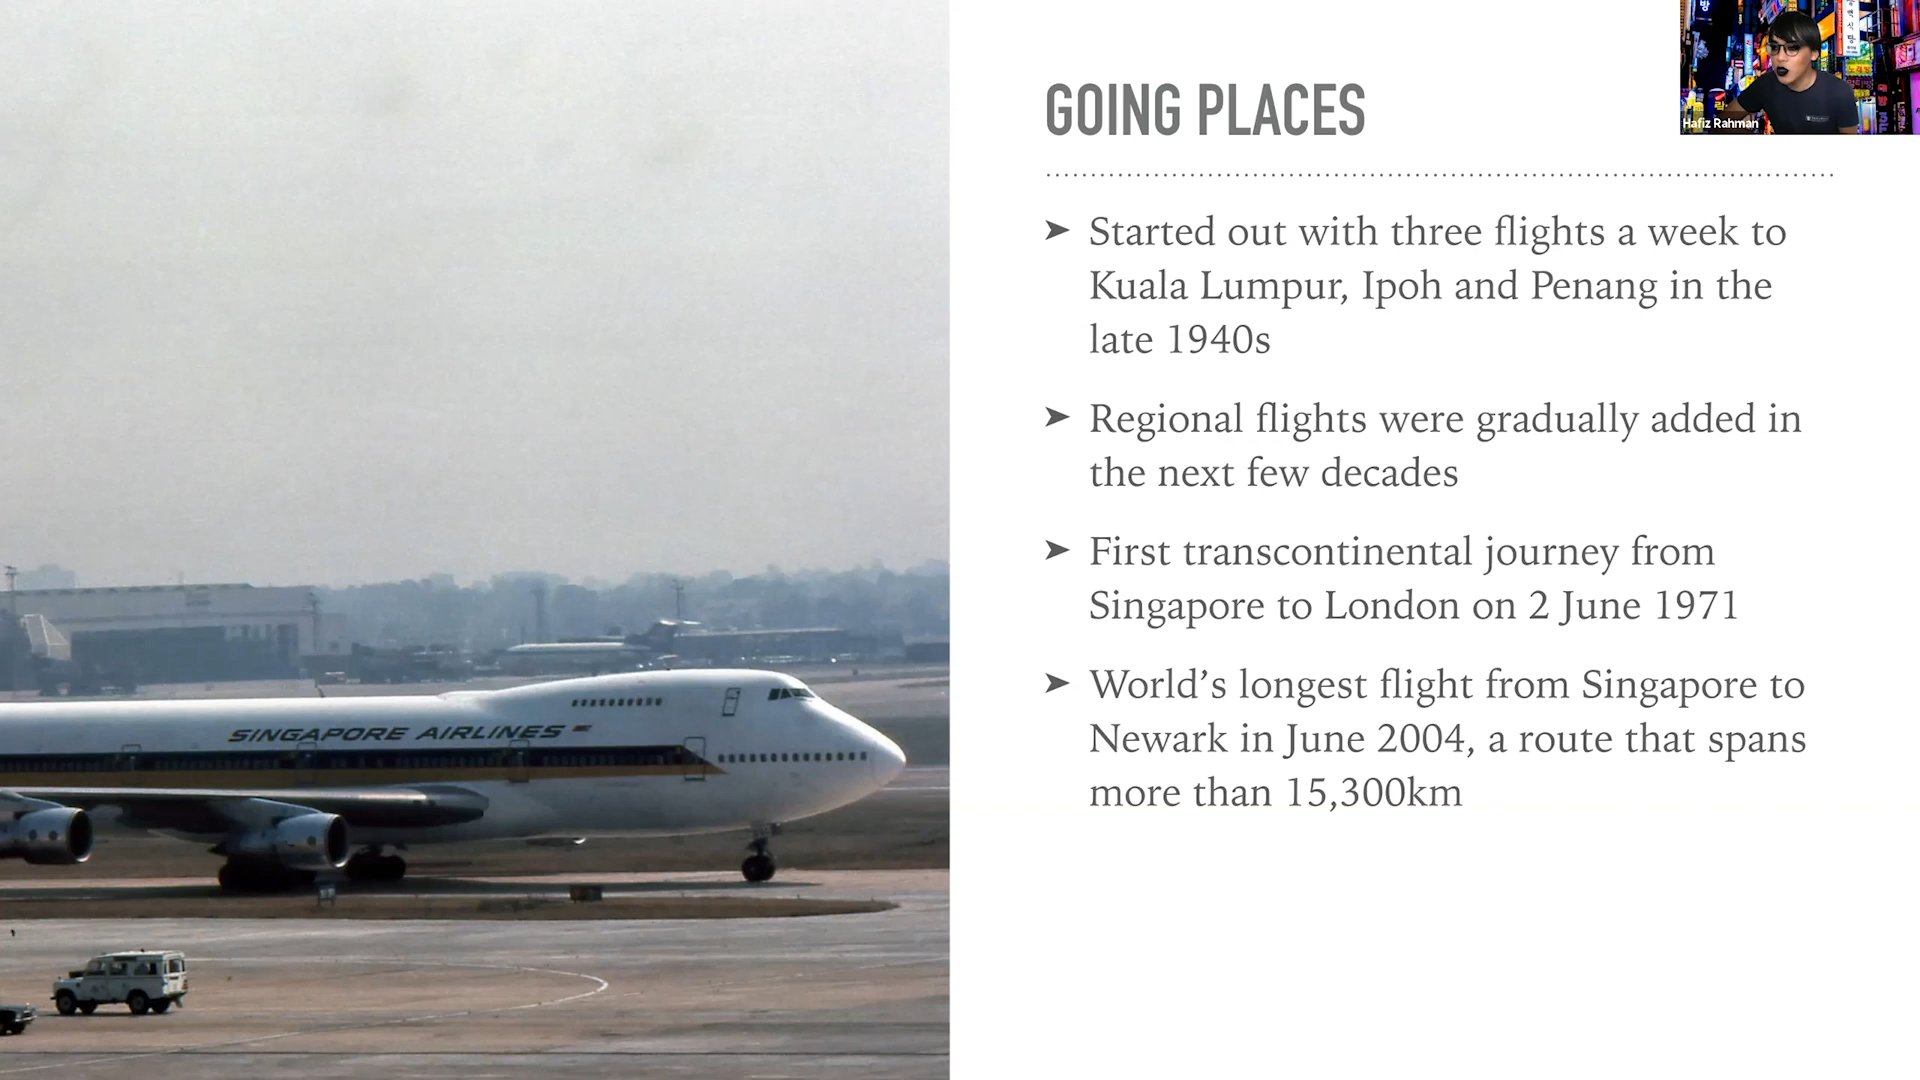 GOING PLACES
Hafiz Rahman
➤ Started out with three flights a week to
Kuala Lumpur, Ipoh and Penang in the
late 1940s
➤ Regional flights were gradually added in
the next few decades
➤ First transcontinental journey from
Singapore to London on 2 June 1971
➤ World’s longest flight from Singapore to
Newark in June 2004, a route that spans
more than 15,300km
SINGAPORE AIRLINES